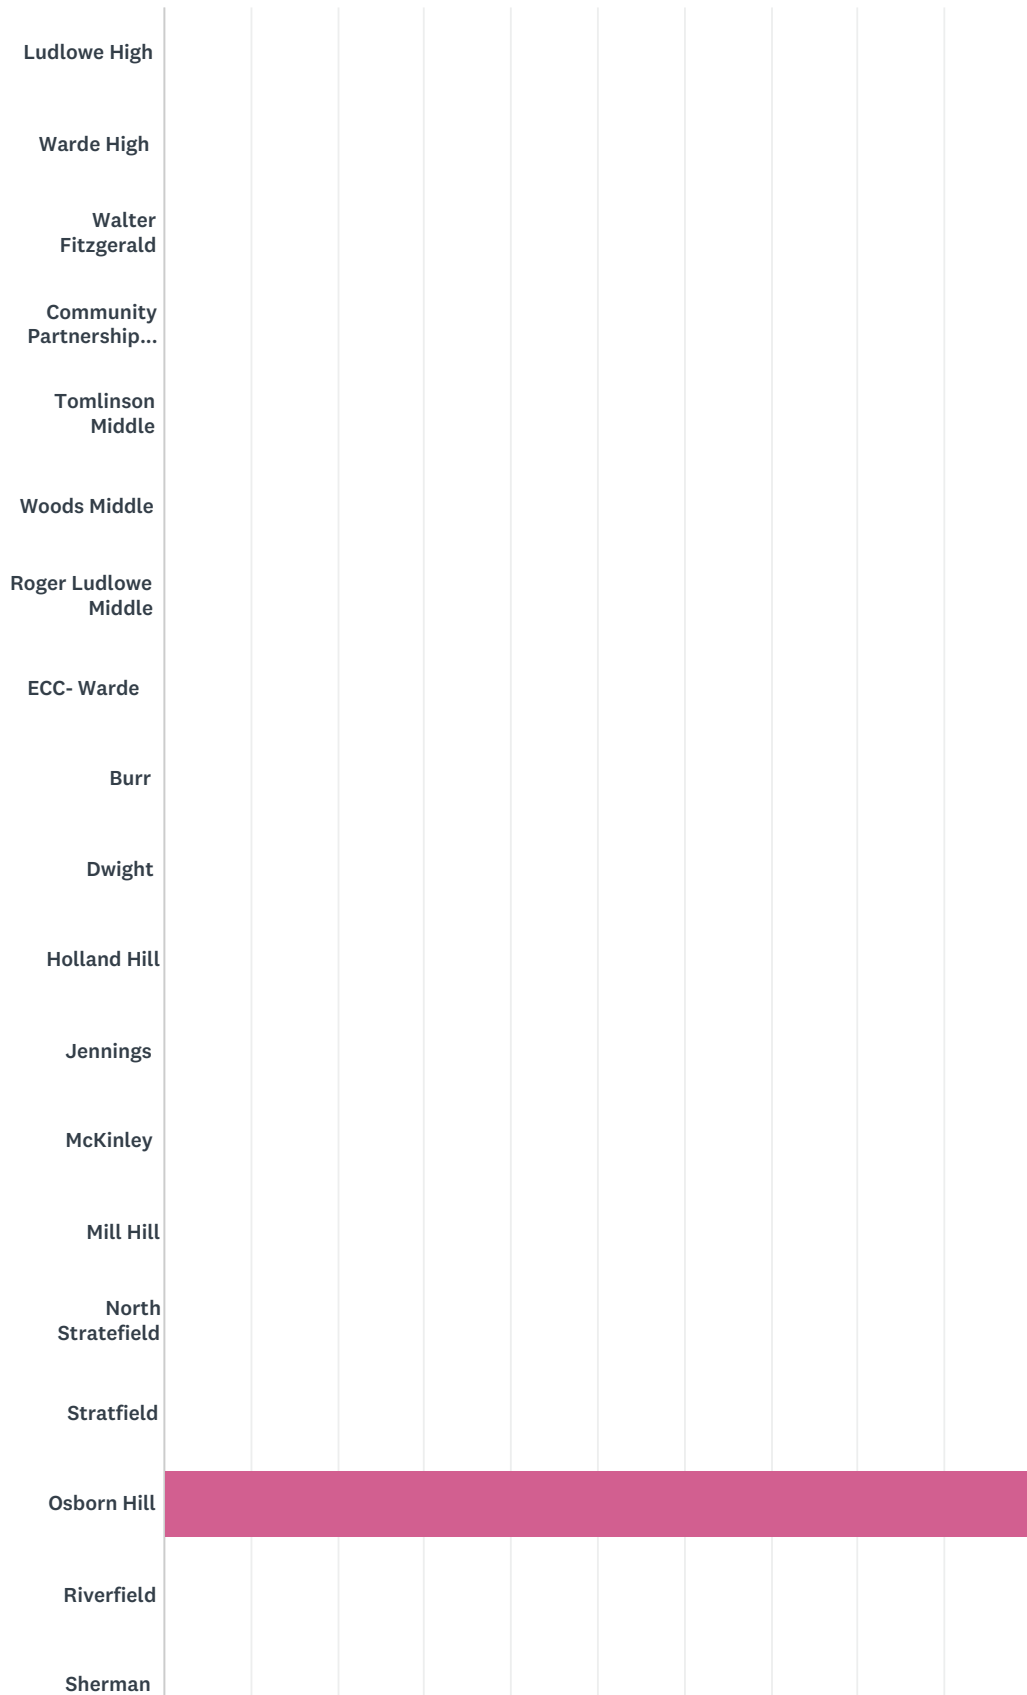 Ludlowe High
Warde High
Walter
Fitzgerald
Community
Partnership...
Tomlinson
Middle
Woods Middle
Roger Ludlowe
Middle
ECC- Warde
Burr
Dwight
Holland Hill
Jennings
McKinley
Mill Hill
North
Stratefield
Stratfield
Osborn Hill
Riverfield
Sherman